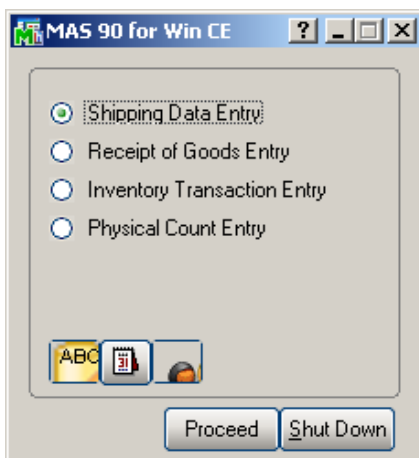 MAS 90 for Win CE
Shipping Data Entry
Receipt of Goods Entry
Inventory Transaction Entry
Physical Count Entry
ABC 31
Proceed Shut Down